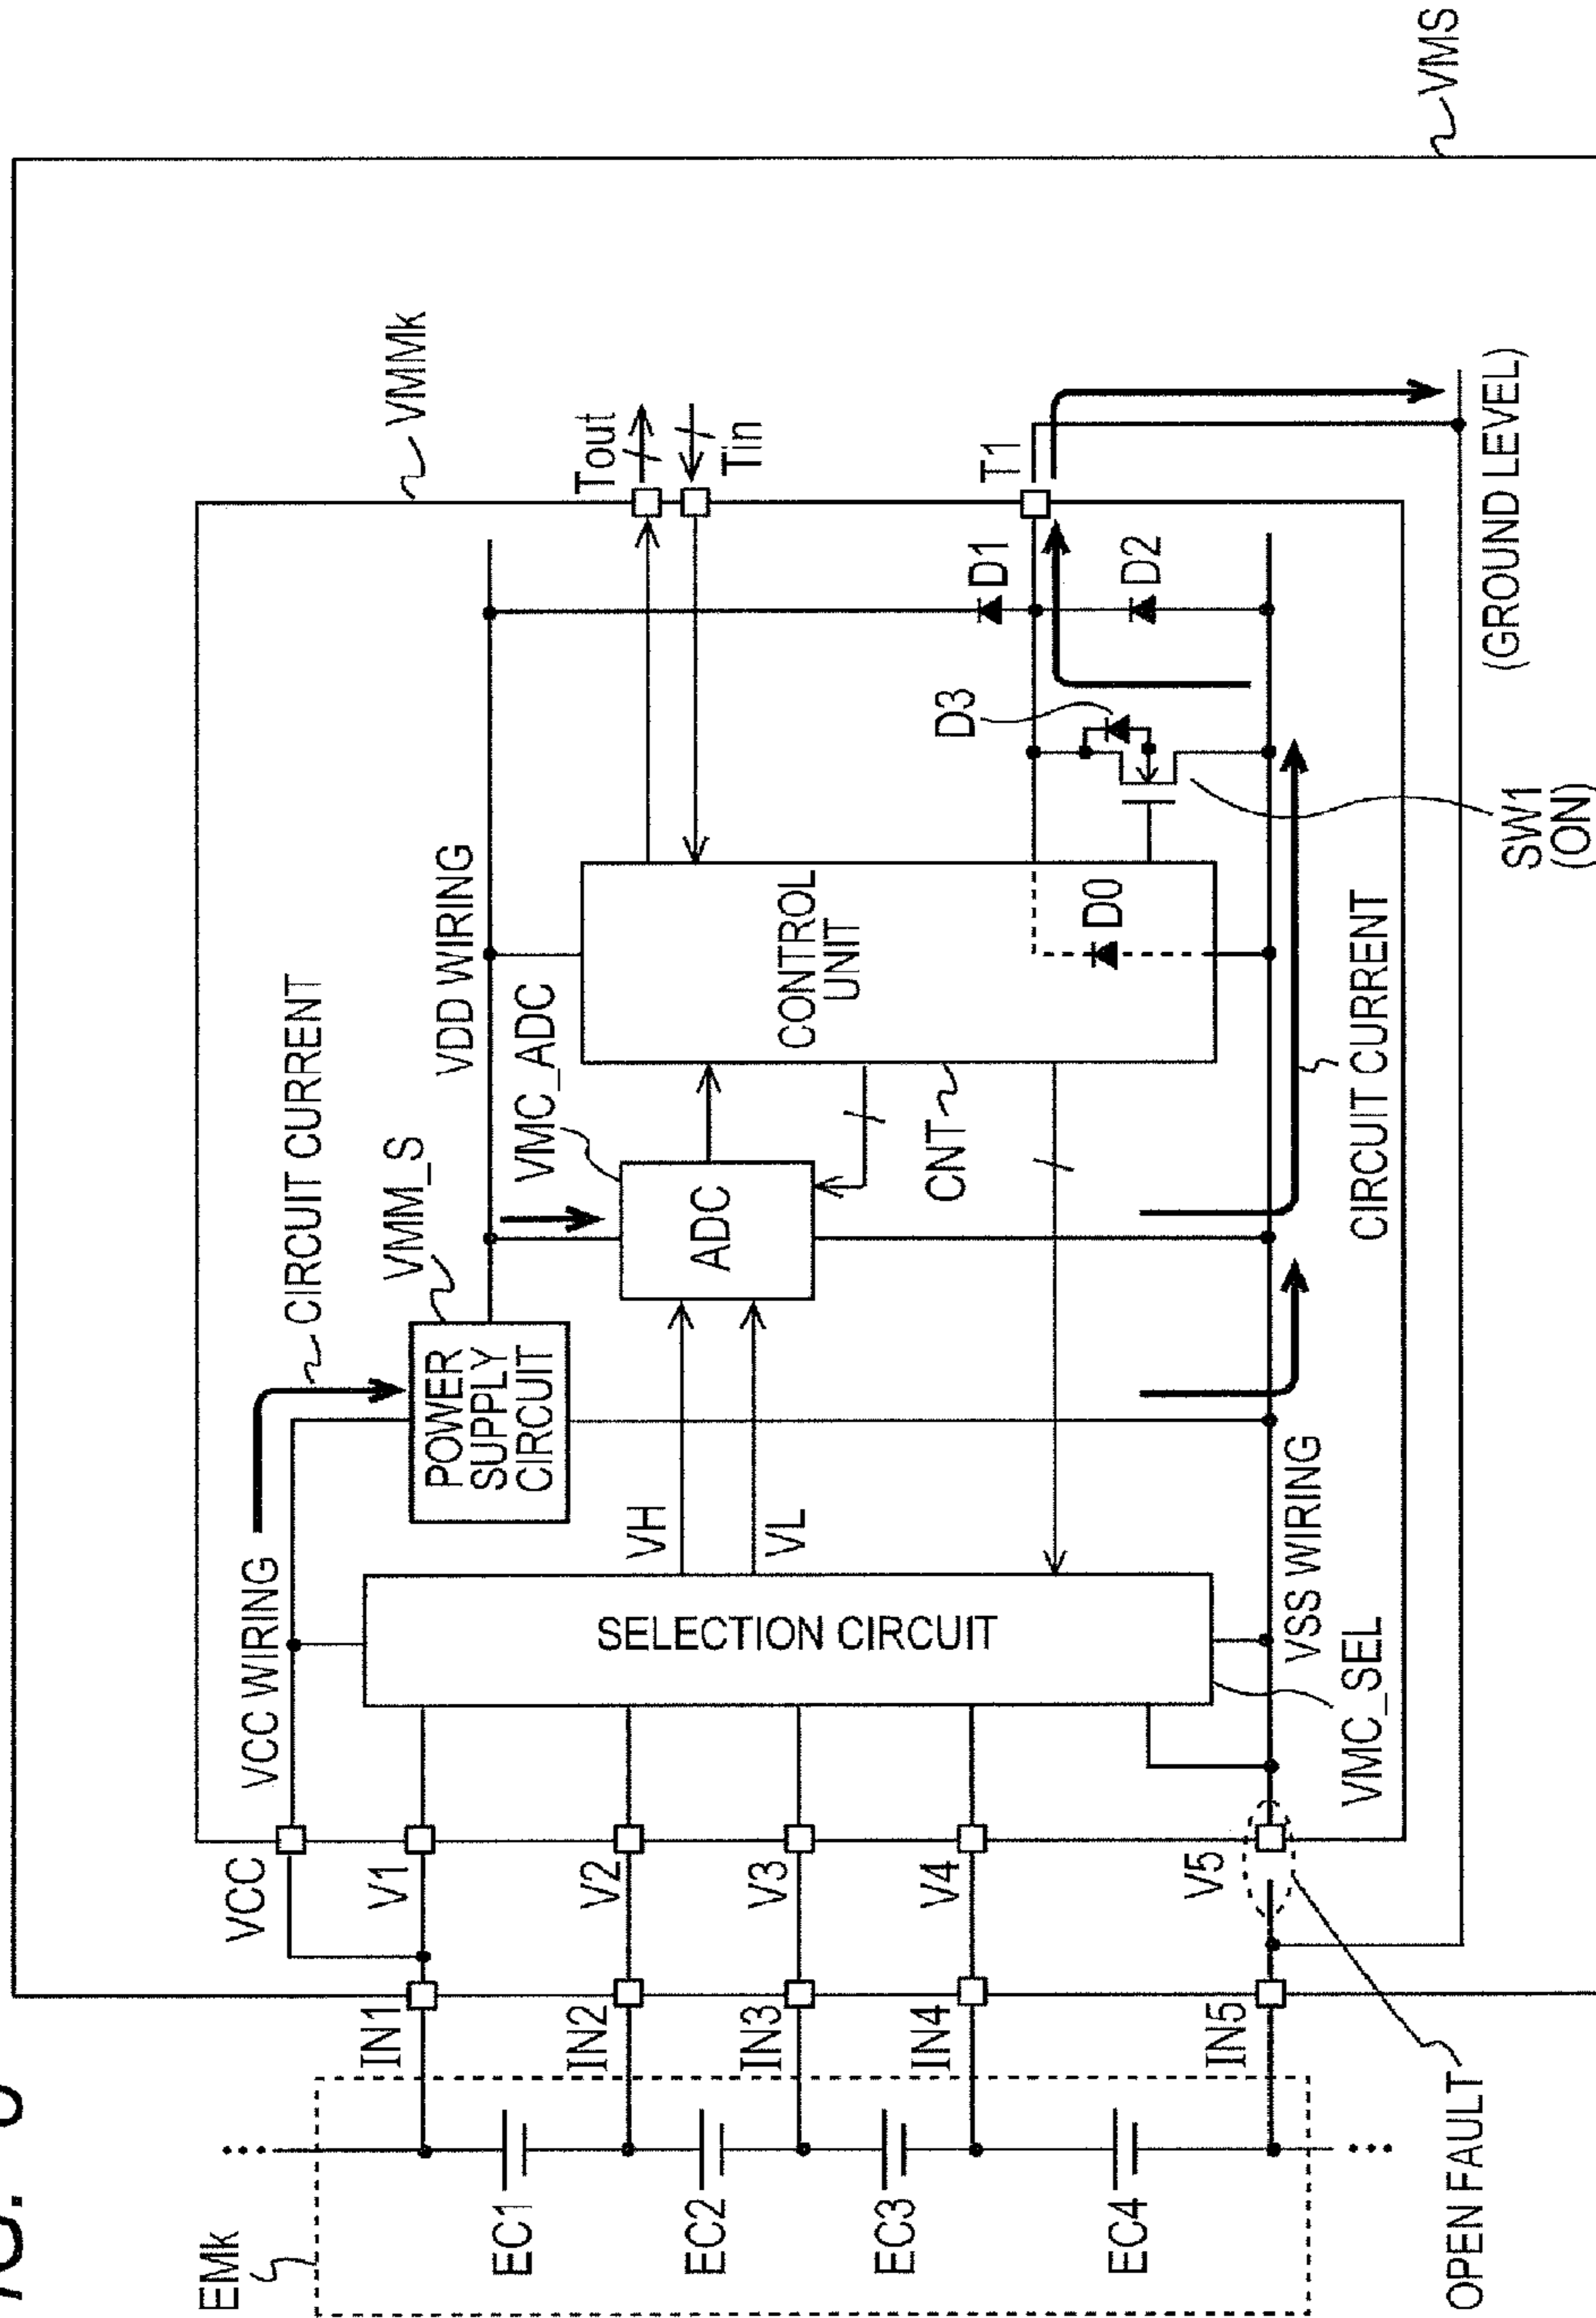 EMk
EC1
EC2
EC3
EC4
OPEN FAULT
IN1
IN2
IN3
IN4
IN5
VCC
V1
V2
V3
V4
V5
VCC WIRING
SELECTION CIRCUIT
VMC_SEL
VSS WIRING
VH
VL
POWER
SUPPLY
CIRCUIT
VMM_S
CIRCUIT CURRENT
VDD WIRING
VMC_ADC
ADC
CNT
CONTROL
UNIT
D0
CIRCUIT CURRENT
SW1
(ON)
D3
D1
D2
T1
Tout
Tin
VMMk
(GROUND LEVEL)
VMS